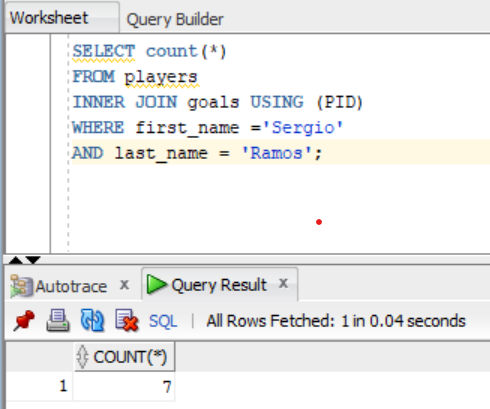 Worksheet Query Builder
SELECT count(*)
FROM players
INNER JOIN goals USING (PID)
WHERE first_name ='Sergio'
AND last_name = 'Ramos';
Autotrace x Query Result x
SQL | All Rows Fetched: 1 in 0.04 seconds
COUNT(*)
1 7